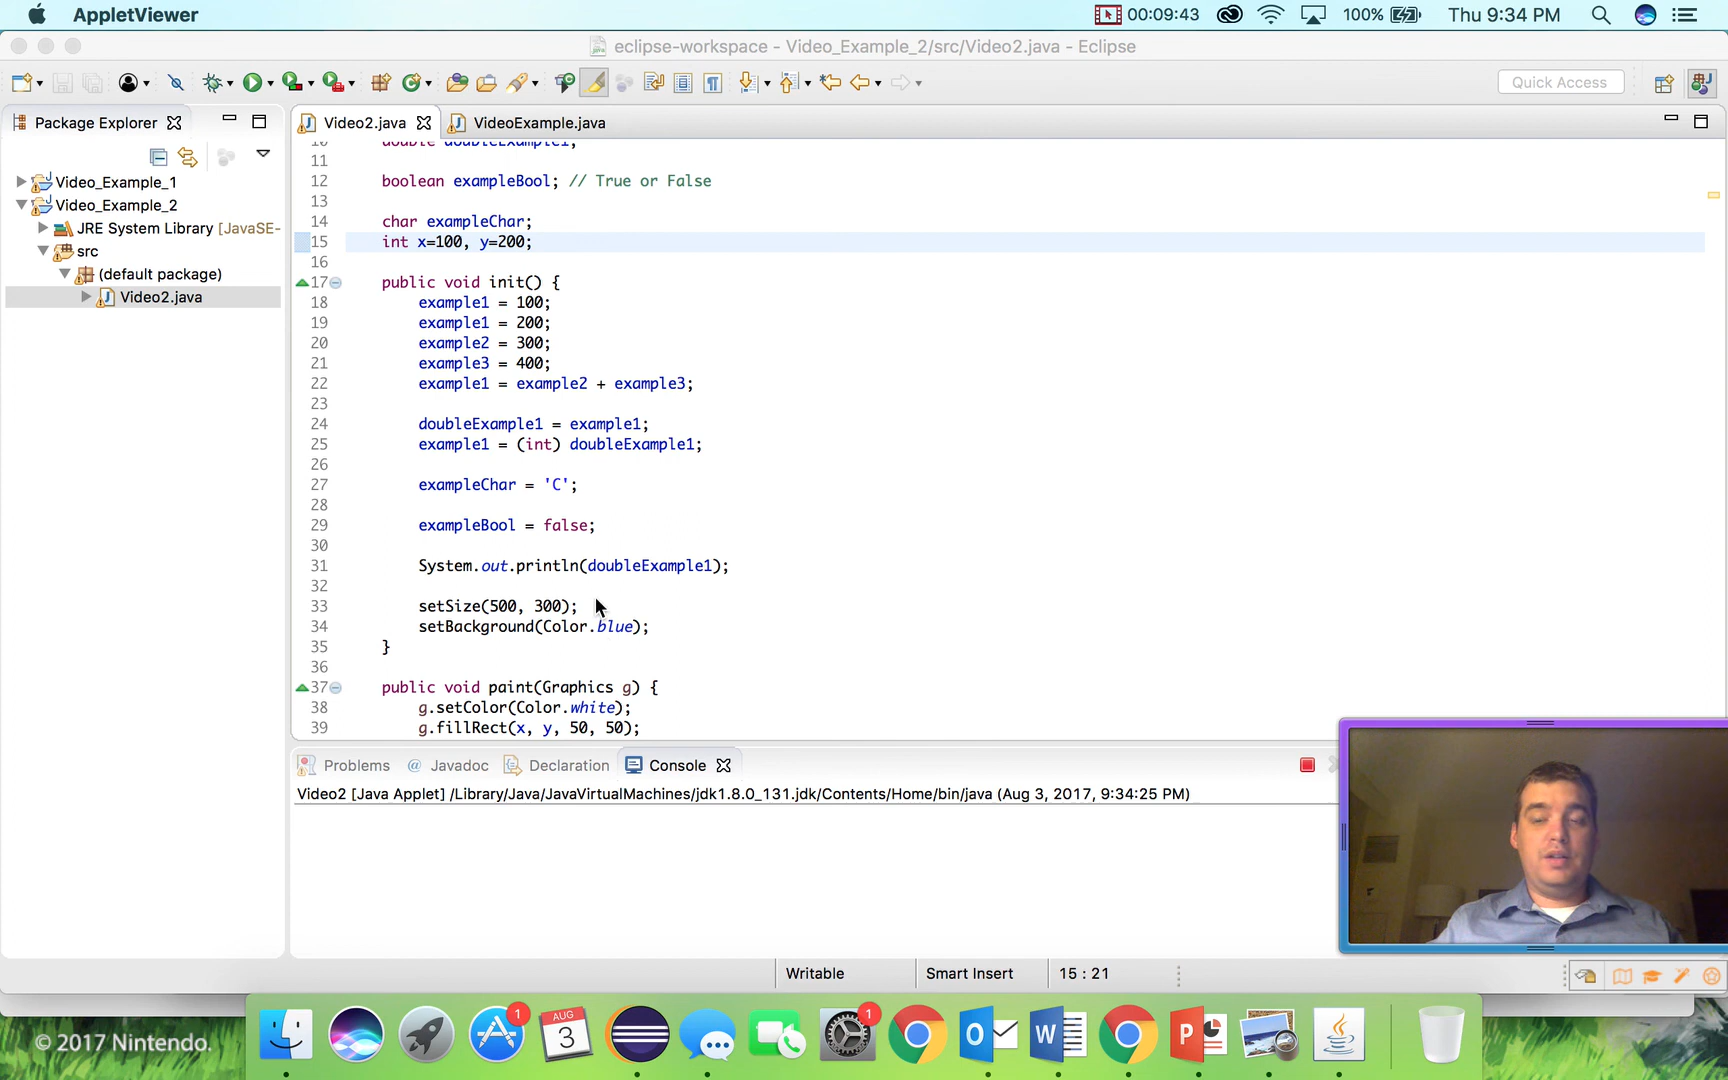 AppletViewer
00:09:43
100%
Thu 9:34 PM
eclipse-workspace - Video_Example_2/src/Video2.java - Eclipse
Quick Access
Package Explorer
Video2.java
VideoExample.java
Video_Example_1
Video_Example_2
JRE System Library [JavaSE-
src
(default package)
Video2.java
10 double doubleExample1;
11
12 boolean exampleBool; // True or False
13
14 char exampleChar;
15 int x=100, y=200;
16
17 public void init() {
18 example1 = 100;
19 example1 = 200;
20 example2 = 300;
21 example3 = 400;
22 example1 = example2 + example3;
23
24 doubleExample1 = example1;
25 example1 = (int) doubleExample1;
26
27 exampleChar = 'C';
28
29 exampleBool = false;
30
31 System.out.println(doubleExample1);
32
33 setSize(500, 300);
34 setBackground(Color.blue);
35 }
36
37 public void paint(Graphics g) {
38 g.setColor(Color.white);
39 g.fillRect(x, y, 50, 50);
Problems
@ Javadoc
Declaration
Console
Video2 [Java Applet] /Library/Java/JavaVirtualMachines/jdk1.8.0_131.jdk/Contents/Home/bin/java (Aug 3, 2017, 9:34:25 PM)
Writable
Smart Insert
15 : 21
1
AUG
3
1
O
W
P
© 2017 Nintendo.